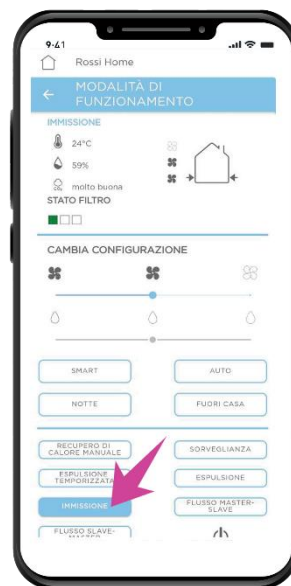 9:41
Rossi Home
MODALITÀ DI
FUNZIONAMENTO
IMMISSIONE
24°C
59%
molto buona
STATO FILTRO
CAMBIA CONFIGURAZIONE
SMART
AUTO
NOTTE
FUORI CASA
RECUPERO DI
CALORE MANUALE
SORVEGLIANZA
ESPULSIONE
TEMPORIZZATA
ESPULSIONE
IMMISSIONE
FLUSSO MASTER-
SLAVE
FLUSSO SLAVE-
MASTER